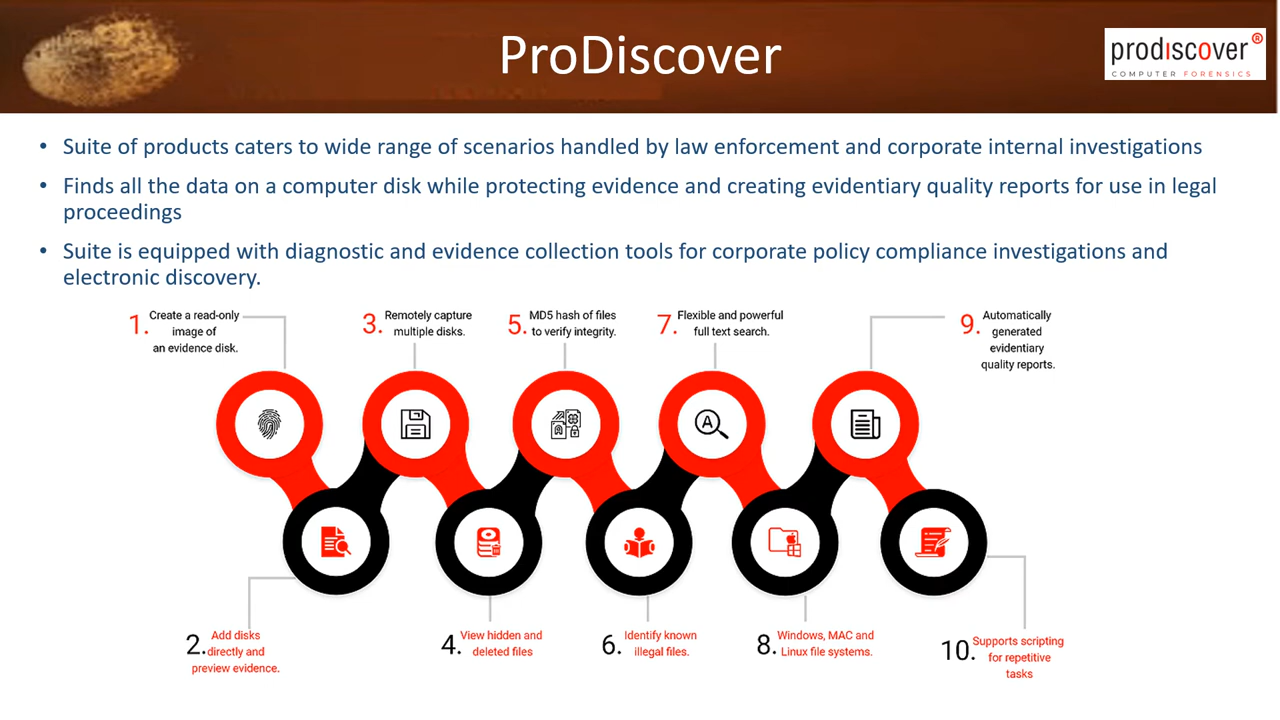 ProDiscover
prodiscover®
COMPUTER FORENSICS
• Suite of products caters to wide range of scenarios handled by law enforcement and corporate internal investigations
• Finds all the data on a computer disk while protecting evidence and creating evidentiary quality reports for use in legal
proceedings
• Suite is equipped with diagnostic and evidence collection tools for corporate policy compliance investigations and
electronic discovery.
1. Create a read-only
image of
an evidence disk.
3. Remotely capture
multiple disks.
5. MD5 hash of files
to verify integrity.
7. Flexible and powerful
full text search.
9. Automatically
generated
evidentiary
quality reports.
A
2. Add disks
directly and
preview evidence.
4. View hidden and
deleted files
6. Identify known
illegal files.
8. Windows, MAC and
Linux file systems.
10. Supports scripting
for repetitive
tasks